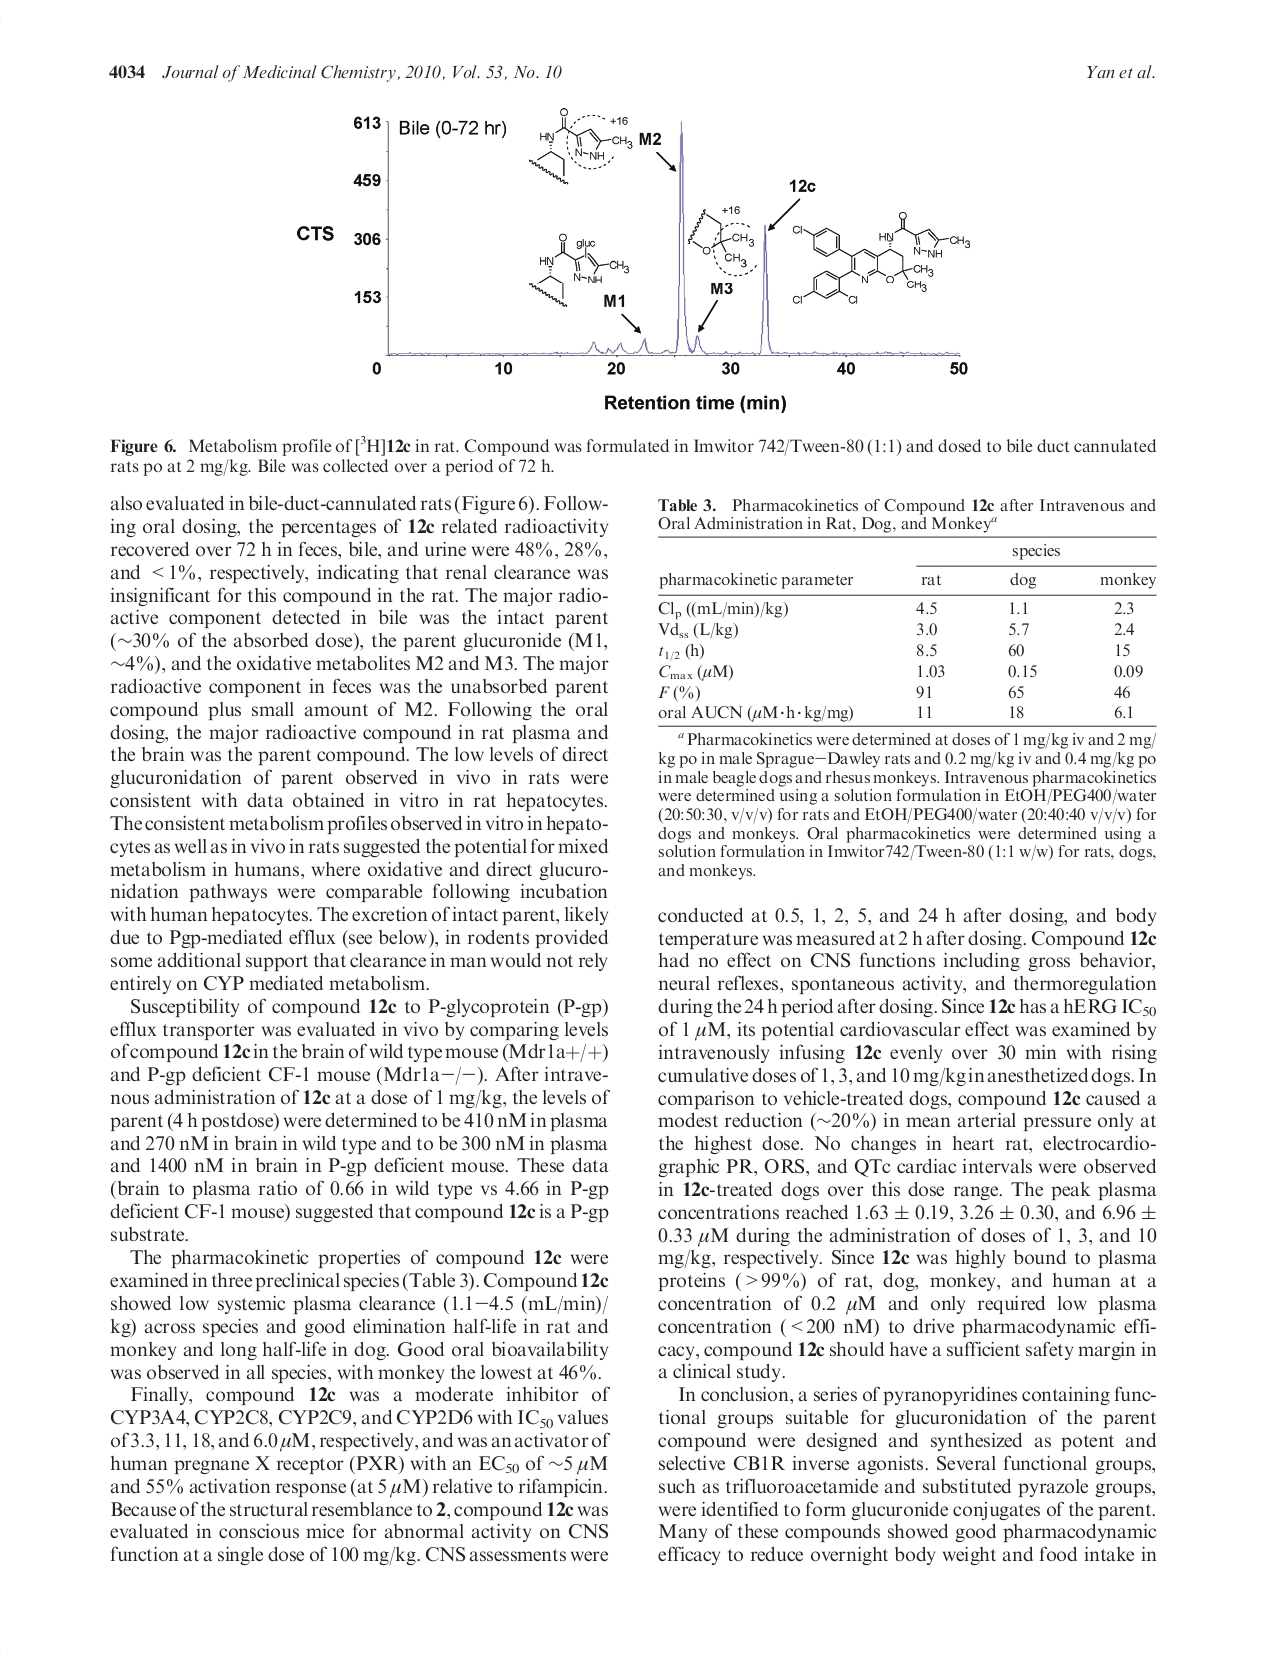 4034 Journal of Medicinal Chemistry, 2010, Vol. 53, No. 10
Yan et al.
613
459
306
153
0
CTS
Bile (0-72 hr)
O
HN
N
NH
CH3
+16
M2
O
gluc
HN
N
NH
CH3
M1
+16
O
CH3
CH3
M3
12c
Cl
Cl
Cl
N
O
HN
O
N
NH
CH3
CH3
CH3
10
20
30
40
50
Retention time (min)
Figure 6. Metabolism profile of [³H]12c in rat. Compound was formulated in Imwitor 742/Tween-80 (1:1) and dosed to bile duct cannulated
rats po at 2 mg/kg. Bile was collected over a period of 72 h.
also evaluated in bile-duct-cannulated rats (Figure 6). Follow-
ing oral dosing, the percentages of 12c related radioactivity
recovered over 72 h in feces, bile, and urine were 48%, 28%,
and <1%, respectively, indicating that renal clearance was
insignificant for this compound in the rat. The major radio-
active component detected in bile was the intact parent
(∼30% of the absorbed dose), the parent glucuronide (M1,
∼4%), and the oxidative metabolites M2 and M3. The major
radioactive component in feces was the unabsorbed parent
compound plus small amount of M2. Following the oral
dosing, the major radioactive compound in rat plasma and
the brain was the parent compound. The low levels of direct
glucuronidation of parent observed in vivo in rats were
consistent with data obtained in vitro in rat hepatocytes.
The consistent metabolism profiles observed in vitro in hepato-
cytes as well as in vivo in rats suggested the potential for mixed
metabolism in humans, where oxidative and direct glucuro-
nidation pathways were comparable following incubation
with human hepatocytes. The excretion of intact parent, likely
due to Pgp-mediated efflux (see below), in rodents provided
some additional support that clearance in man would not rely
entirely on CYP mediated metabolism.
Susceptibility of compound 12c to P-glycoprotein (P-gp)
efflux transporter was evaluated in vivo by comparing levels
of compound 12c in the brain of wild type mouse (Mdr1a+/+)
and P-gp deficient CF-1 mouse (Mdr1a−/−). After intrave-
nous administration of 12c at a dose of 1 mg/kg, the levels of
parent (4 h postdose) were determined to be 410 nM in plasma
and 270 nM in brain in wild type and to be 300 nM in plasma
and 1400 nM in brain in P-gp deficient mouse. These data
(brain to plasma ratio of 0.66 in wild type vs 4.66 in P-gp
deficient CF-1 mouse) suggested that compound 12c is a P-gp
substrate.
The pharmacokinetic properties of compound 12c were
examined in three preclinical species (Table 3). Compound 12c
showed low systemic plasma clearance (1.1−4.5 (mL/min)/
kg) across species and good elimination half-life in rat and
monkey and long half-life in dog. Good oral bioavailability
was observed in all species, with monkey the lowest at 46%.
Finally, compound 12c was a moderate inhibitor of
CYP3A4, CYP2C8, CYP2C9, and CYP2D6 with IC50 values
of 3.3, 11, 18, and 6.0 μM, respectively, and was an activator of
human pregnane X receptor (PXR) with an EC50 of ∼5 μM
and 55% activation response (at 5 μM) relative to rifampicin.
Because of the structural resemblance to 2, compound 12c was
evaluated in conscious mice for abnormal activity on CNS
function at a single dose of 100 mg/kg. CNS assessments were
Table 3. Pharmacokinetics of Compound 12c after Intravenous and
Oral Administration in Rat, Dog, and Monkey^a
species
pharmacokinetic parameter rat dog monkey
Clp ((mL/min)/kg) 4.5 1.1 2.3
Vdss (L/kg) 3.0 5.7 2.4
t1/2 (h) 8.5 60 15
Cmax (μM) 1.03 0.15 0.09
F (%) 91 65 46
oral AUCN (μM·h·kg/mg) 11 18 6.1
^a Pharmacokinetics were determined at doses of 1 mg/kg iv and 2 mg/
kg po in male Sprague−Dawley rats and 0.2 mg/kg iv and 0.4 mg/kg po
in male beagle dogs and rhesus monkeys. Intravenous pharmacokinetics
were determined using a solution formulation in EtOH/PEG400/water
(20:50:30, v/v/v) for rats and EtOH/PEG400/water (20:40:40 v/v/v) for
dogs and monkeys. Oral pharmacokinetics were determined using a
solution formulation in Imwitor742/Tween-80 (1:1 w/w) for rats, dogs,
and monkeys.
conducted at 0.5, 1, 2, 5, and 24 h after dosing, and body
temperature was measured at 2 h after dosing. Compound 12c
had no effect on CNS functions including gross behavior,
neural reflexes, spontaneous activity, and thermoregulation
during the 24 h period after dosing. Since 12c has a hERG IC50
of 1 μM, its potential cardiovascular effect was examined by
intravenously infusing 12c evenly over 30 min with rising
cumulative doses of 1, 3, and 10 mg/kg in anesthetized dogs. In
comparison to vehicle-treated dogs, compound 12c caused a
modest reduction (∼20%) in mean arterial pressure only at
the highest dose. No changes in heart rat, electrocardio-
graphic PR, ORS, and QTc cardiac intervals were observed
in 12c-treated dogs over this dose range. The peak plasma
concentrations reached 1.63 ± 0.19, 3.26 ± 0.30, and 6.96 ±
0.33 μM during the administration of doses of 1, 3, and 10
mg/kg, respectively. Since 12c was highly bound to plasma
proteins (>99%) of rat, dog, monkey, and human at a
concentration of 0.2 μM and only required low plasma
concentration (<200 nM) to drive pharmacodynamic effi-
cacy, compound 12c should have a sufficient safety margin in
a clinical study.
In conclusion, a series of pyranopyridines containing func-
tional groups suitable for glucuronidation of the parent
compound were designed and synthesized as potent and
selective CB1R inverse agonists. Several functional groups,
such as trifluoroacetamide and substituted pyrazole groups,
were identified to form glucuronide conjugates of the parent.
Many of these compounds showed good pharmacodynamic
efficacy to reduce overnight body weight and food intake in